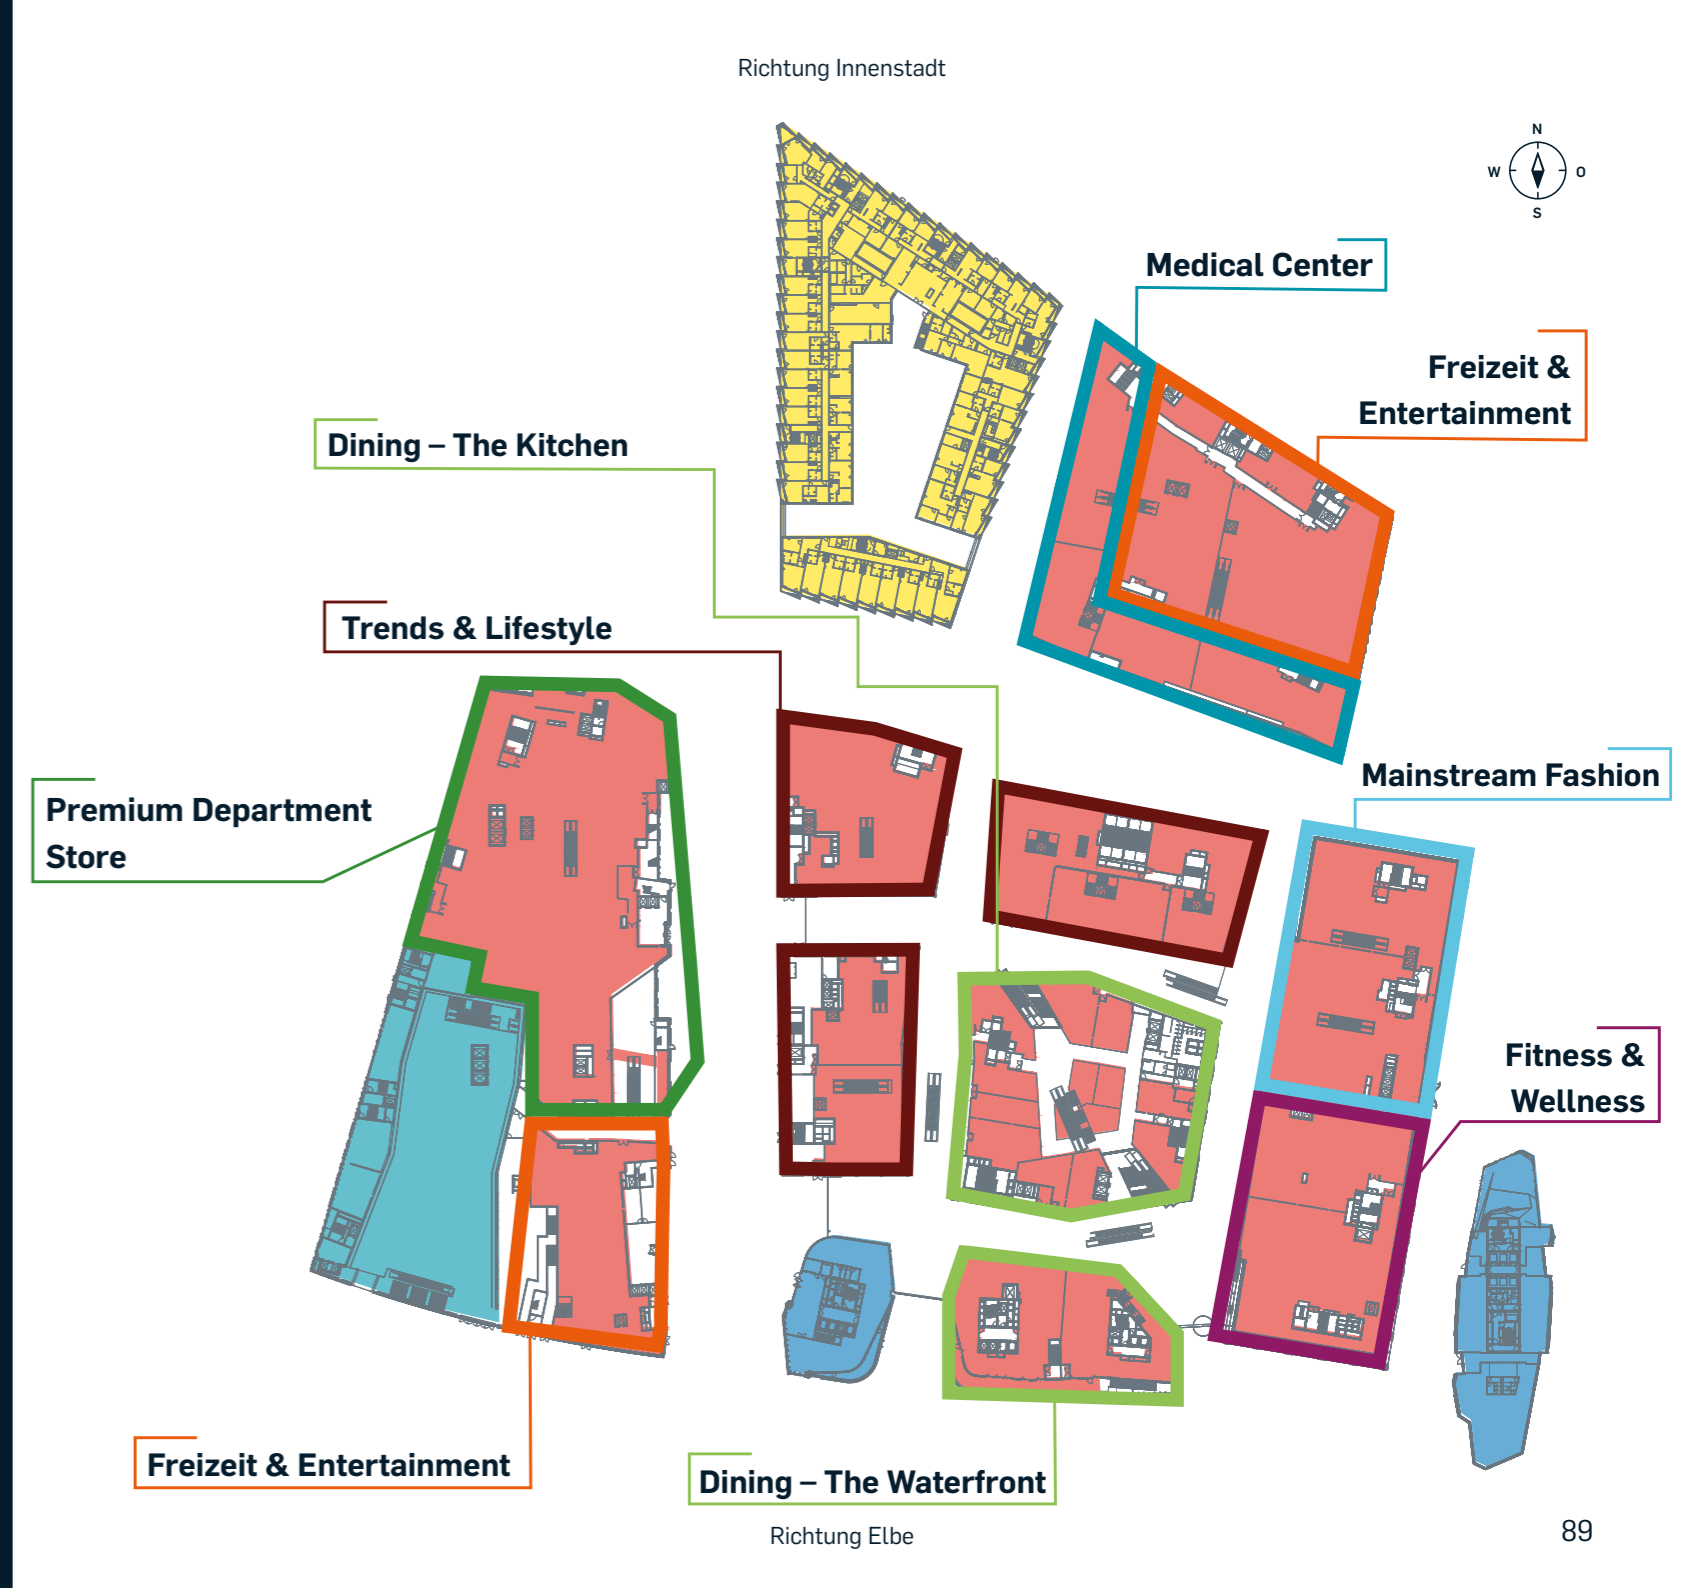 Richtung Innenstadt
N
W
O
S
Medical Center
Freizeit &
Entertainment
Dining – The Kitchen
Trends & Lifestyle
Mainstream Fashion
Premium Department
Store
Fitness &
Wellness
Freizeit & Entertainment
Dining – The Waterfront
Richtung Elbe
89